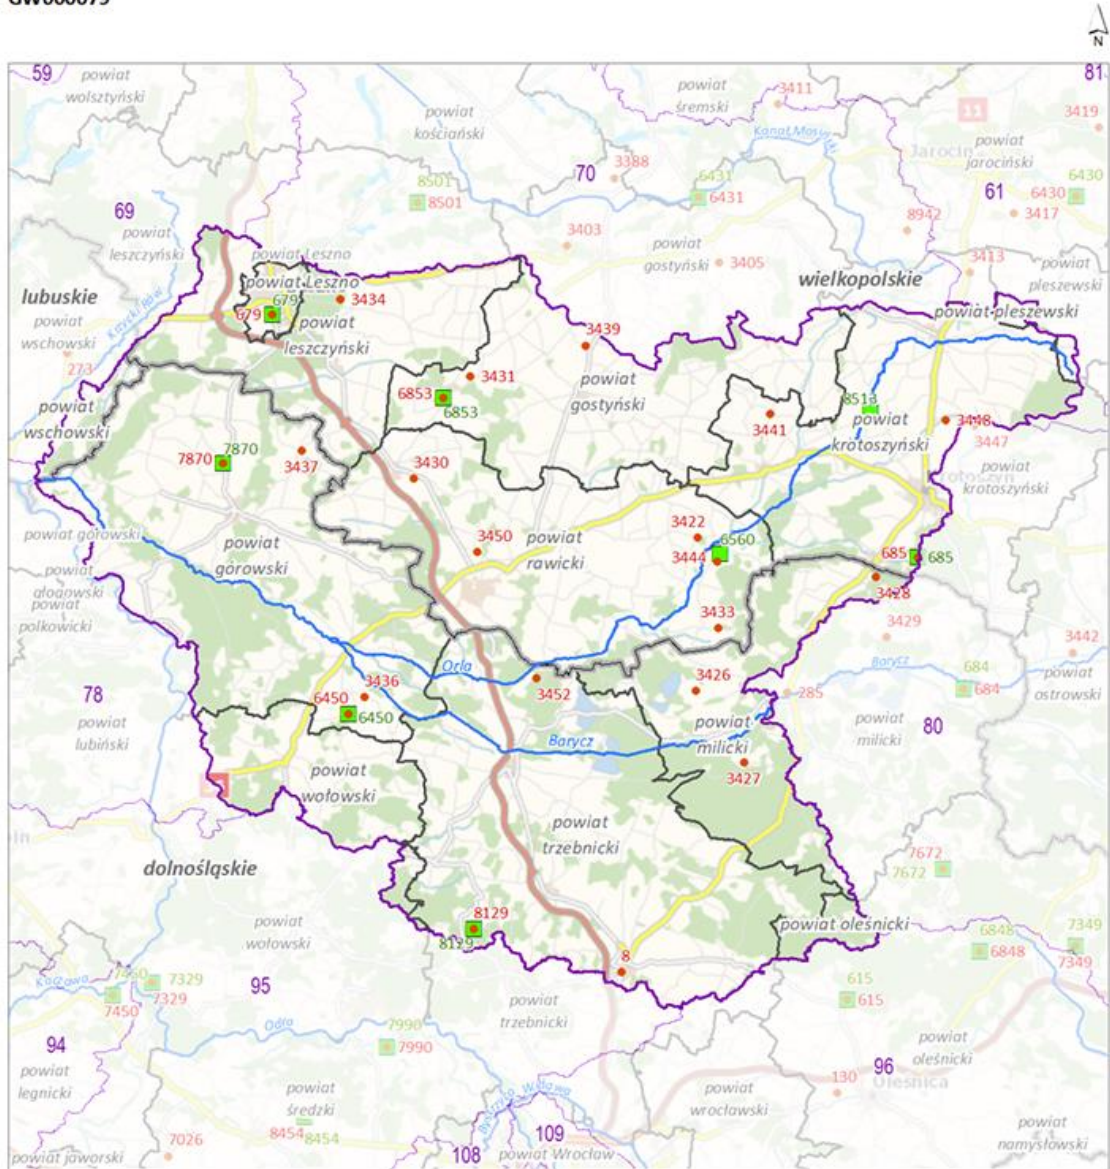 N
59
powiat
wolsztyński
powiat
kościański
powiat
śremski
3411
11
81
3419
Jarocin
powiat
jarociński
70
3388
8501
8501
6431
6431
6430
6430
61
3417
69
powiat
leszczyński
8942
3403
powiat
gostyński
3405
3413
powiat
pleszewski
powiat Leszno
powiat Leszno
679
679
3434
wielkopolskie
lubuskie
powiat
wschowski
273
powiat
leszczyński
3439
powiat-pleszewski
3431
6853
6853
powiat
gostyński
8513
powiat
krotoszyński
3441
3448
3447
powiat
wschowski
7870
7870
3437
3430
powiat
krotoszyński
powiat górowski
powiat
górowski
3450
powiat
rawicki
3422
6560
3444
685
685
3428
powiat
głogowski
powiat
polkowicki
3433
3429
3442
powiat
ostrowski
Orla
Barycz
684
684
78
powiat
lubiński
3436
6450
6450
3452
3426
285
powiat
milicki
powiat
milicki
80
Barycz
3427
powiat
wołowski
powiat
trzebnicki
dolnośląskie
7672
7672
8129
8129
powiat oleśnicki
powiat
wołowski
8
6848
6848
7349
7349
Kaczawa
7329
7329
7450
95
powiat
trzebnicki
615
615
Odra
7990
7990
94
powiat
legnicki
powiat
oleśnicki
96
130
Oleśnica
powiat
średzki
8454
8454
powiat
wrocławski
109
108
powiat Wrocław
powiat
namysłowski
7026
powiat jaworski